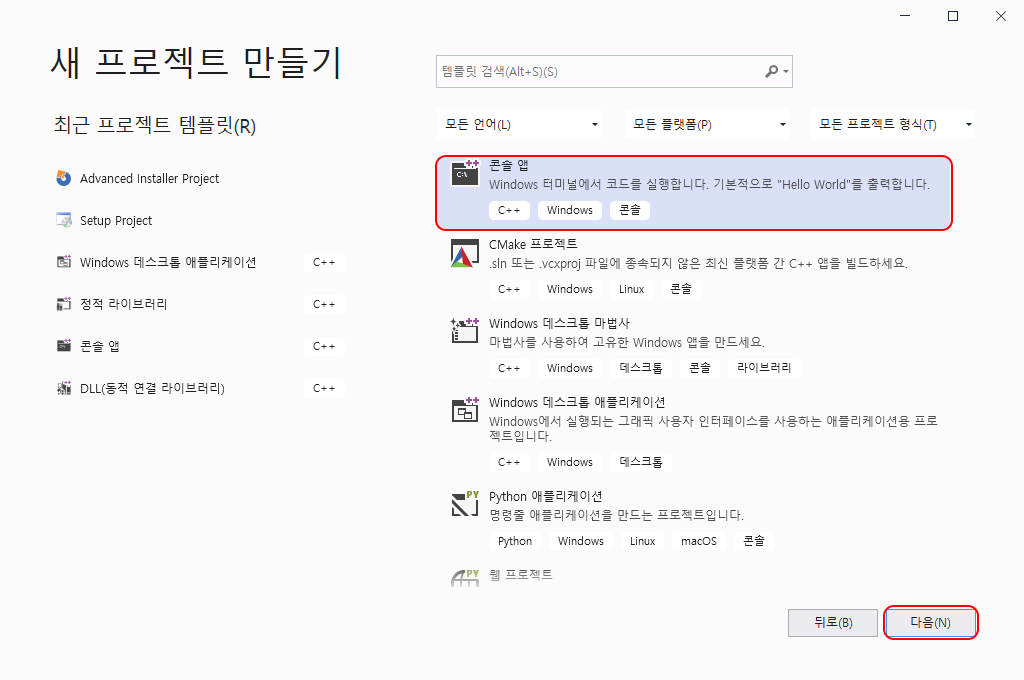 새 프로젝트 만들기
최근 프로젝트 템플릿(R)
Advanced Installer Project
Setup Project
Windows 데스크톱 애플리케이션 C++
정적 라이브러리 C++
콘솔 앱 C++
DLL(동적 연결 라이브러리) C++
템플릿 검색(Alt+S)(S)
모든 언어(L) 모든 플랫폼(P) 모든 프로젝트 형식(T)
콘솔 앱
Windows 터미널에서 코드를 실행합니다. 기본적으로 "Hello World"를 출력합니다.
C++ Windows 콘솔
CMake 프로젝트
.sln 또는 .vcxproj 파일에 종속되지 않은 최신 플랫폼 간 C++ 앱을 빌드하세요.
C++ Windows Linux 콘솔
Windows 데스크톱 마법사
마법사를 사용하여 고유한 Windows 앱을 만드세요.
C++ Windows 데스크톱 콘솔 라이브러리
Windows 데스크톱 애플리케이션
Windows에서 실행되는 그래픽 사용자 인터페이스를 사용하는 애플리케이션용 프로
젝트입니다.
C++ Windows 데스크톱
PY
Python 애플리케이션
명령줄 애플리케이션을 만드는 프로젝트입니다.
Python Windows Linux macOS 콘솔
PY
웹 프로젝트
뒤로(B) 다음(N)